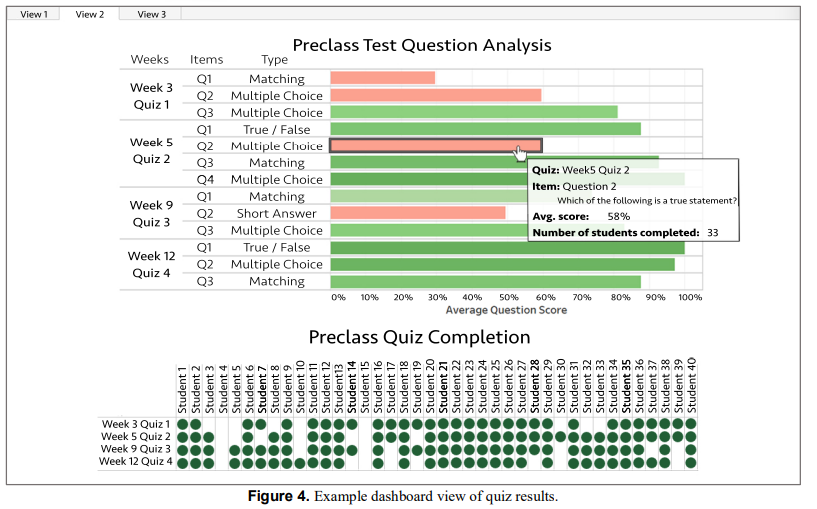 View 1 View 2 View 3
Preclass Test Question Analysis
Weeks Items Type
Week 3
Quiz 1
Q1 Matching
Q2 Multiple Choice
Q3 Multiple Choice
Week 5
Quiz 2
Q1 True / False
Q2 Multiple Choice
Q3 Matching
Q4 Multiple Choice
Quiz: Week5 Quiz 2
Item: Question 2
Which of the following is a true statement?
Avg. score: 58%
Number of students completed: 33
Week 9
Quiz 3
Q1 Matching
Q2 Short Answer
Q3 Multiple Choice
Week 12
Quiz 4
Q1 True / False
Q2 Multiple Choice
Q3 Matching
0% 10% 20% 30% 40% 50% 60% 70% 80% 90% 100%
Average Question Score
Preclass Quiz Completion
Student 1
Student 2
Student 3
Student 4
Student 5
Student 6
Student 7
Student 8
Student 9
Student 10
Student 11
Student 12
Student13
Student 14
Student 15
Student 16
Student 17
Student 18
Student 19
Student 20
Student 21
Student 22
Student 23
Student 24
Student 25
Student 26
Student 27
Student 28
Student 29
Student 30
Student 31
Student 32
Student 33
Student 34
Student 35
Student 36
Student 37
Student 38
Student 39
Student 40
Week 3 Quiz 1
Week 5 Quiz 2
Week 9 Quiz 3
Week 12 Quiz 4
Figure 4. Example dashboard view of quiz results.